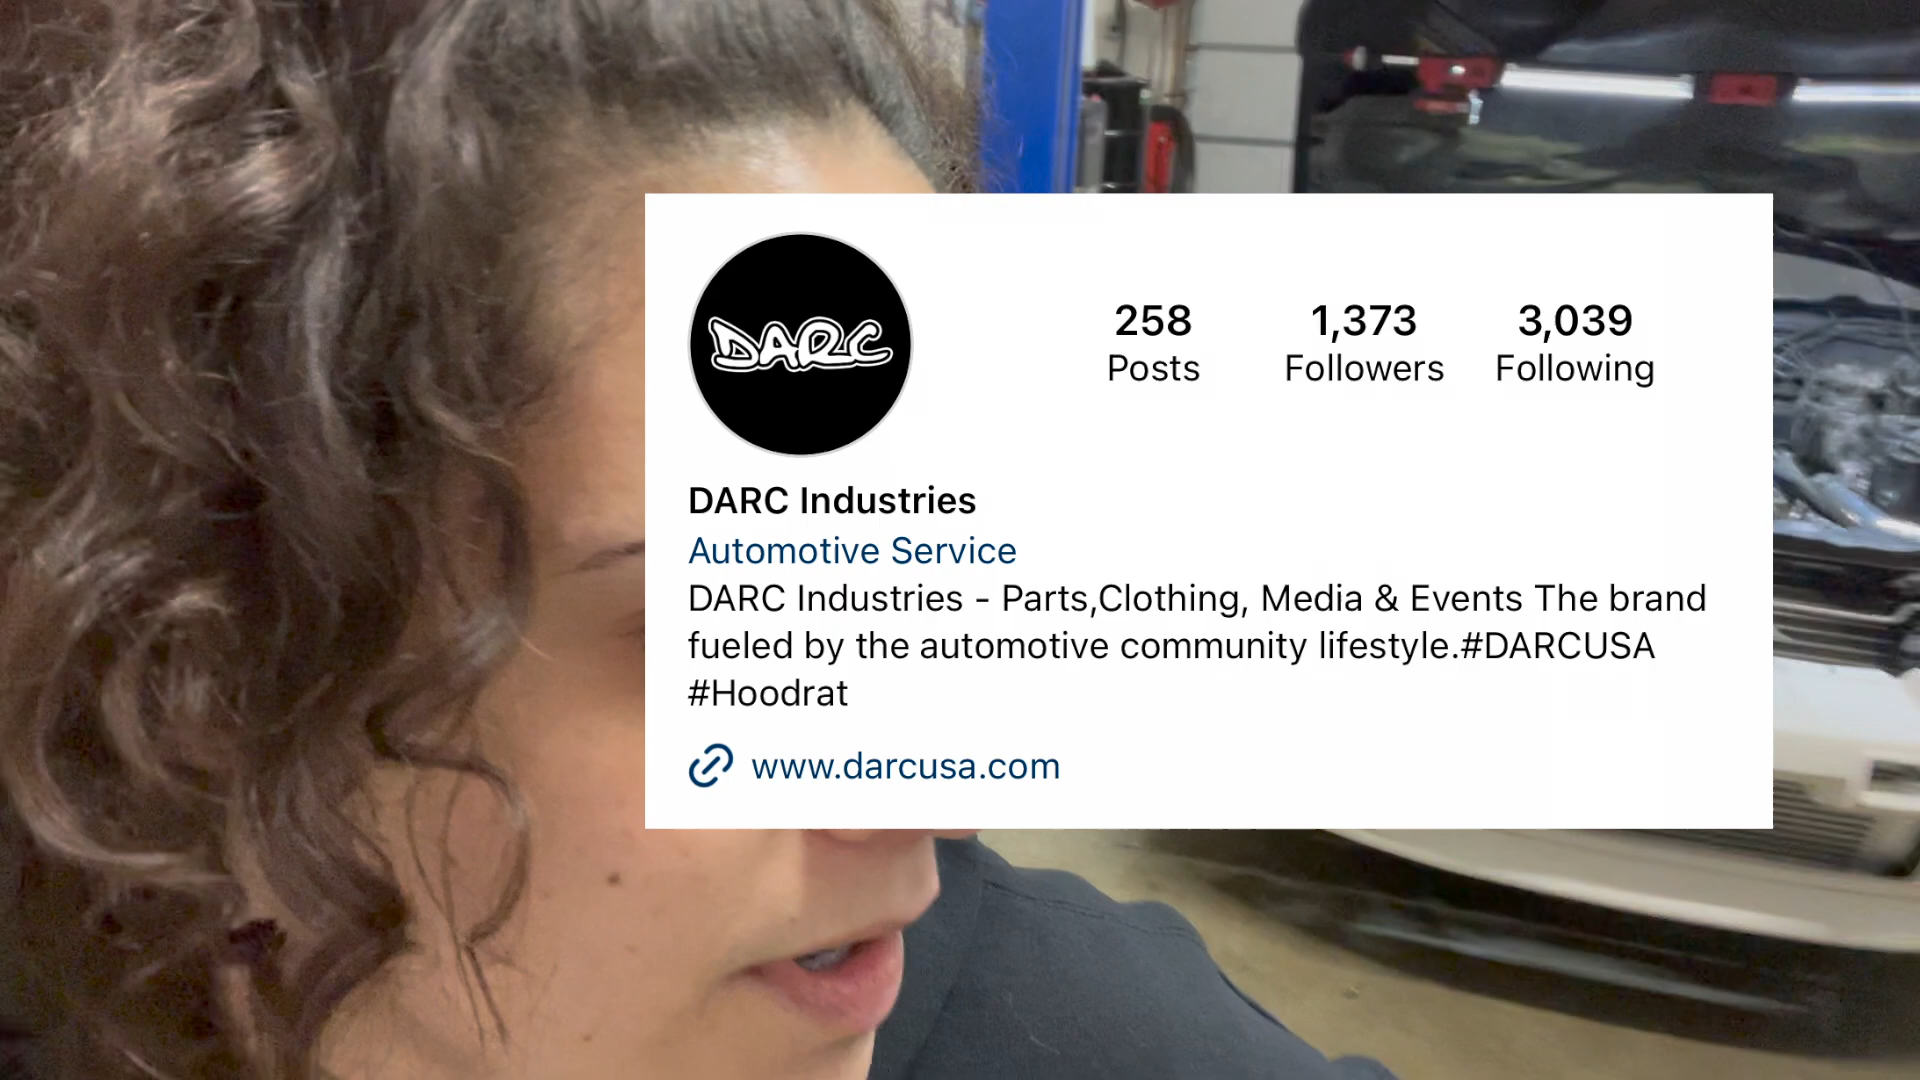 DARC
258
Posts
1,373
Followers
3,039
Following
DARC Industries
Automotive Service
DARC Industries - Parts,Clothing, Media & Events The brand
fueled by the automotive community lifestyle.#DARCUSA
#Hoodrat
www.darcusa.com